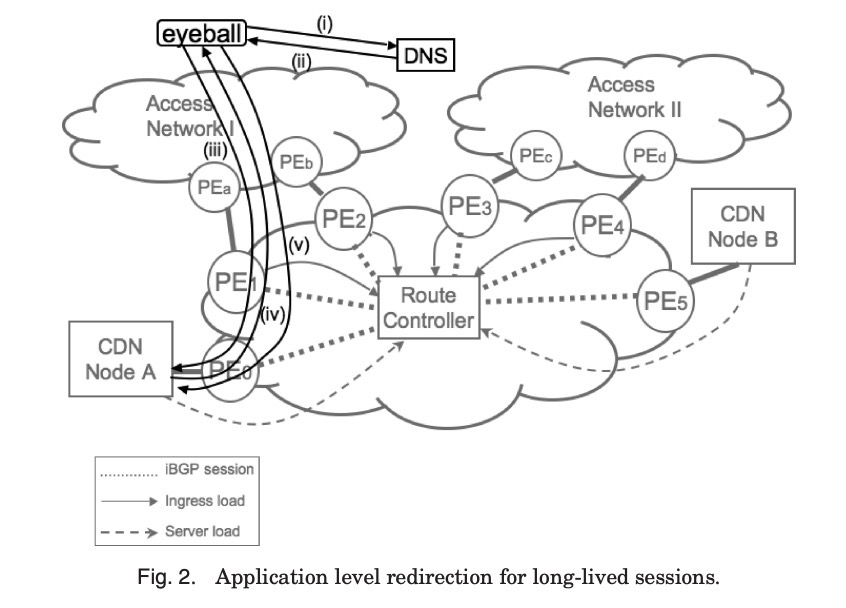 eyeball
(i)
DNS
(ii)
Access
Network I
Access
Network II
(iii)
PEa
PEb
PEc
PEd
PE2
PE3
PE4
CDN
Node B
(v)
PE1
Route
Controller
PE5
(iv)
CDN
Node A
PE0
iBGP session
Ingress load
Server load
Fig. 2. Application level redirection for long-lived sessions.